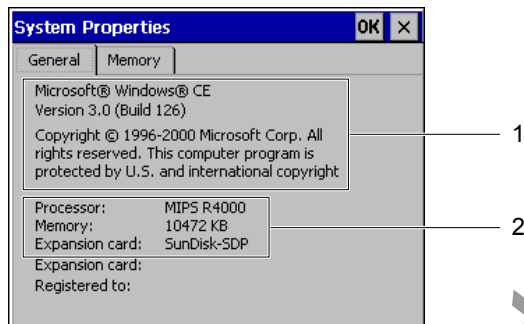 System Properties OK ×
General Memory
Microsoft® Windows® CE
Version 3.0 (Build 126)
Copyright © 1996-2000 Microsoft Corp. All
rights reserved. This computer program is
protected by U.S. and international copyright
1
Processor: MIPS R4000
Memory: 10472 KB
Expansion card: SunDisk-SDP
2
Expansion card:
Registered to: